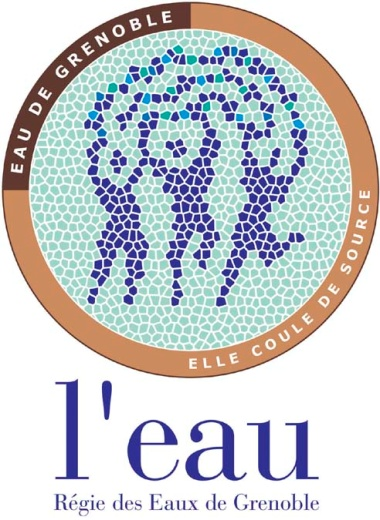 EAU DE GRENOBLE
ELLE COULE DE SOURCE
l'eau
Régie des Eaux de Grenoble